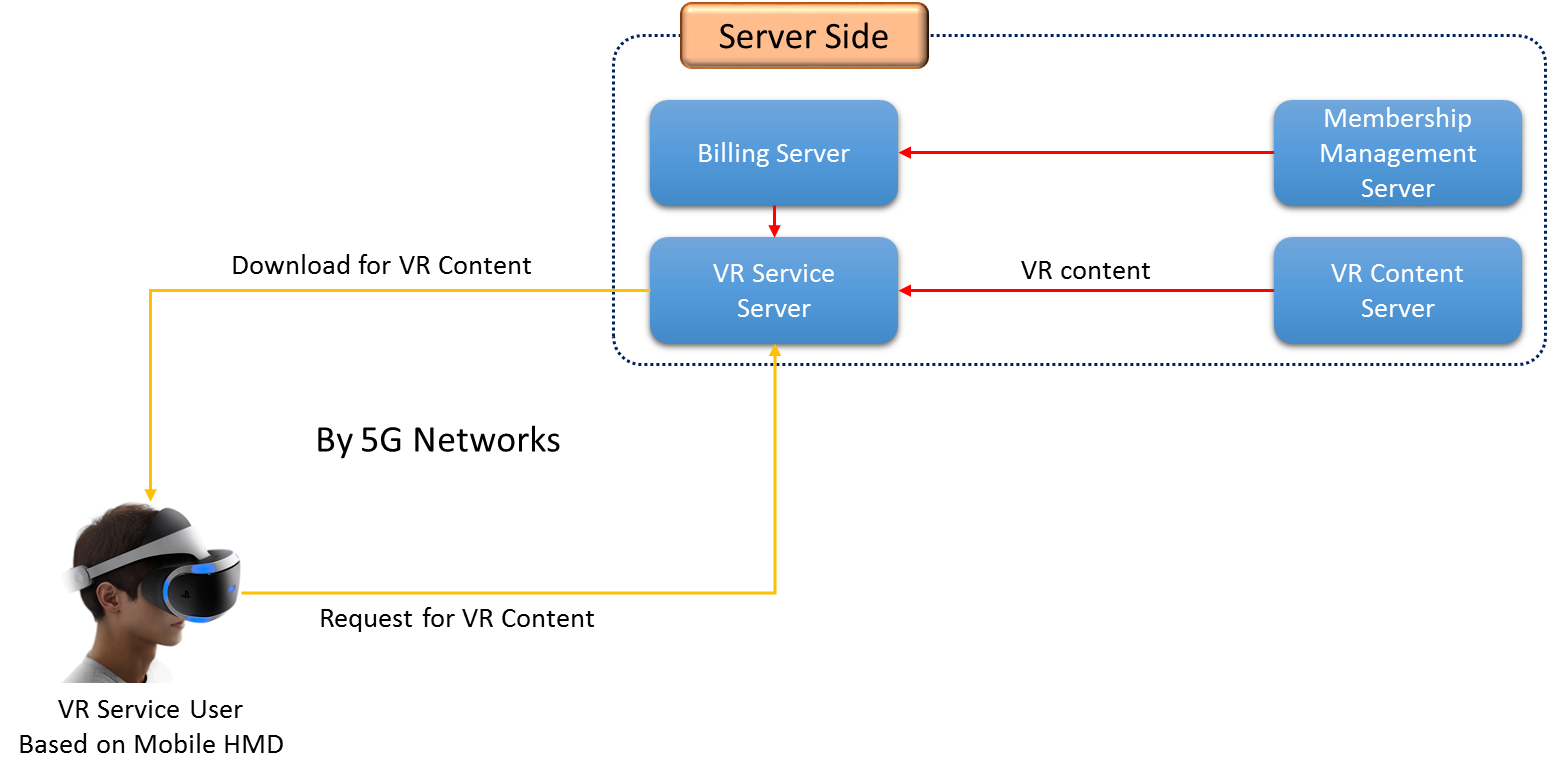 Server Side
Billing Server
Membership
Management
Server
Download for VR Content
VR Service
Server
VR content
VR Content
Server
By 5G Networks
Request for VR Content
VR Service User
Based on Mobile HMD